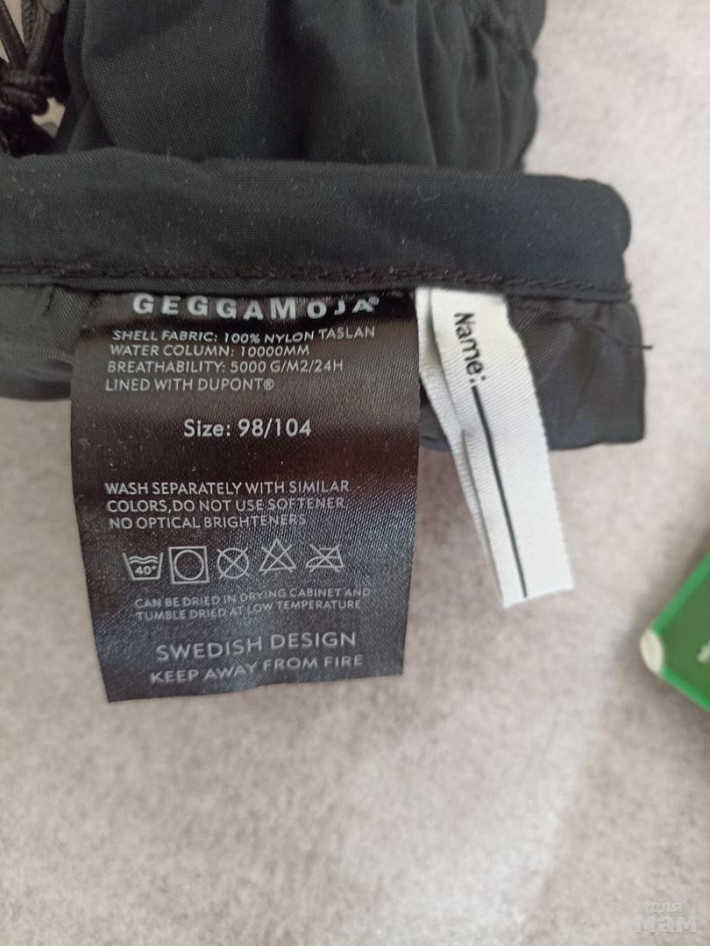 GEGGAMOJA®
SHELL FABRIC: 100% NYLON TASLAN
WATER COLUMN: 10000MM
BREATHABILITY: 5000 G/M2/24H
LINED WITH DUPONT®
Size: 98/104
WASH SEPARATELY WITH SIMILAR
COLORS,DO NOT USE SOFTENER
NO OPTICAL BRIGHTENERS
40°
CAN BE DRIED IN DRYING CABINET AND
TUMBLE DRIED AT LOW TEMPERATURE
SWEDISH DESIGN
KEEP AWAY FROM FIRE
Name:
для
мам